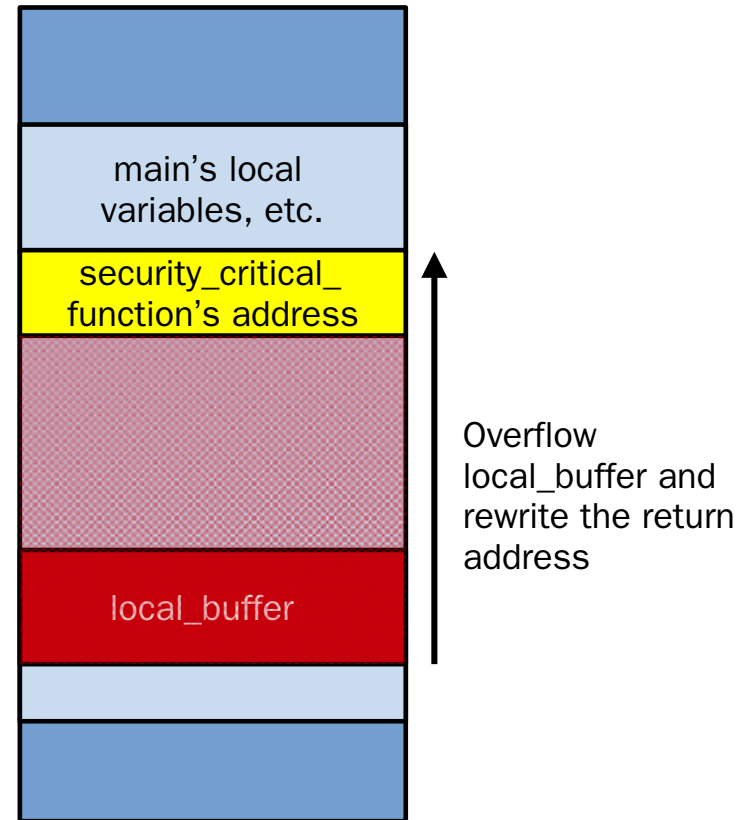 main's local
variables, etc.
security_critical_
function's address
Overflow
local_buffer and
rewrite the return
address
local_buffer